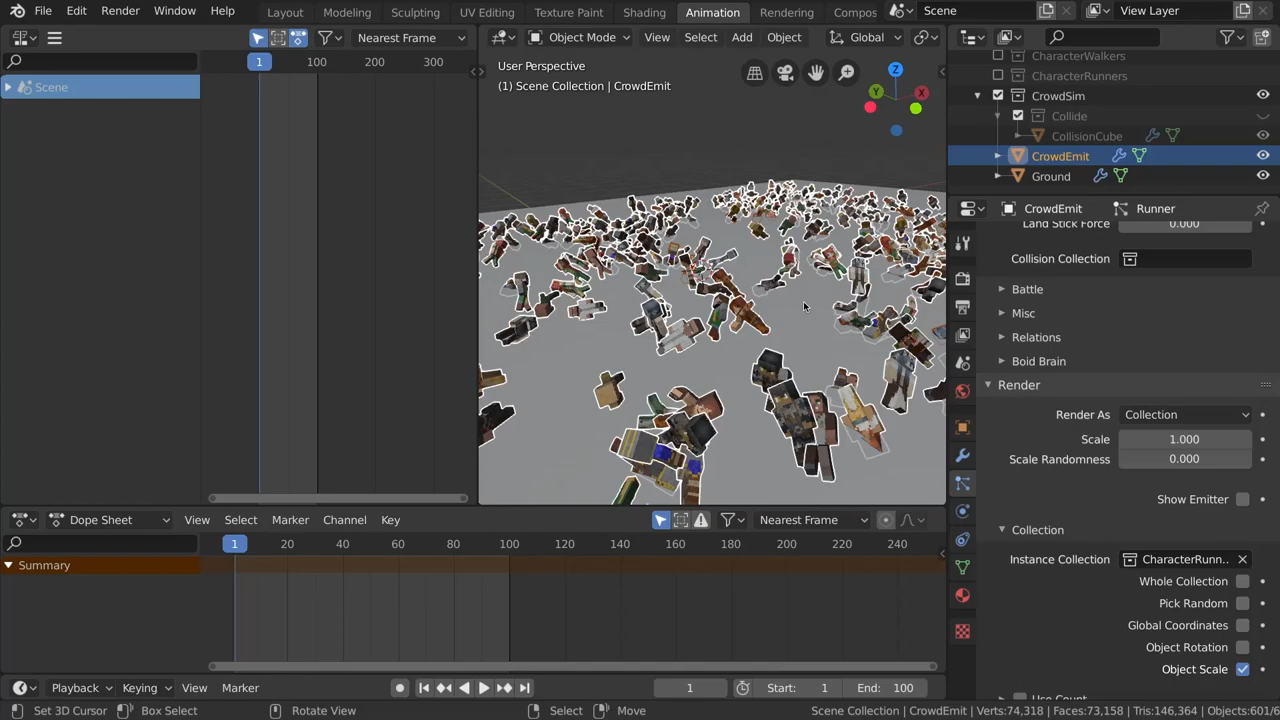 File Edit Render Window Help Layout Modeling Sculpting UV Editing Texture Paint Shading Animation Rendering Compos Scene View Layer
Nearest Frame Object Mode View Select Add Object Global
1 100 200 300
Scene
User Perspective
(1) Scene Collection | CrowdEmit
Z
Y
X
CharacterWalkers
CharacterRunners
CrowdSim
Collide
CollisionCube
CrowdEmit
Ground
CrowdEmit Runner
Land Stick Force 0.000
Collision Collection
Battle
Misc
Relations
Boid Brain
Render
Render As Collection
Scale 1.000
Scale Randomness 0.000
Show Emitter
Collection
Instance Collection CharacterRunn..
Whole Collection
Pick Random
Global Coordinates
Object Rotation
Object Scale
Use Count
Dope Sheet View Select Marker Channel Key Nearest Frame
1 20 40 60 80 100 120 140 160 180 200 220 240
Summary
Playback Keying View Marker 1 Start: 1 End: 100
Set 3D Cursor Box Select Rotate View Select Move Scene Collection | CrowdEmit | Verts:74,318 | Faces:73,158 | Tris:146,364 | Objects:601/6